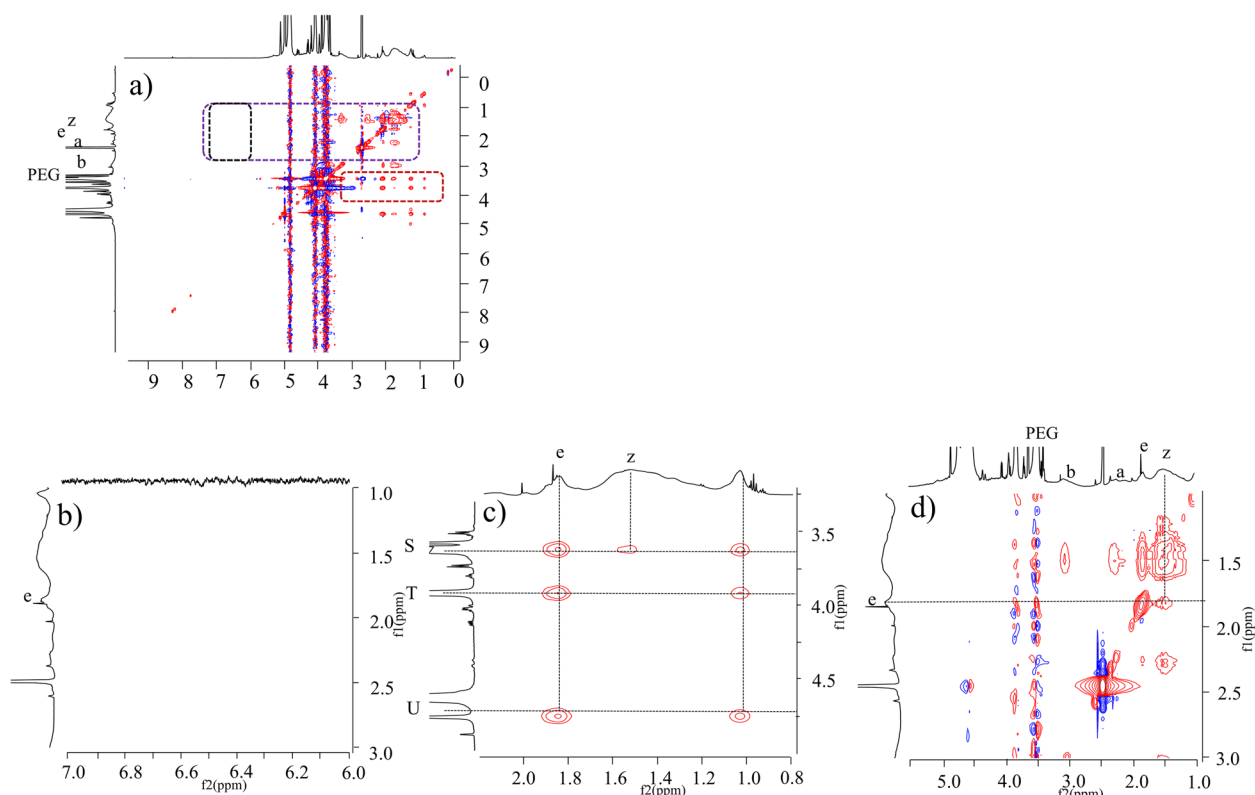 a)
0
1
2
3
4
5
6
7
8
9
z
e
a
b
PEG
9 8 7 6 5 4 3 2 1 0
b)
e
1.0
1.5
2.0
2.5
3.0
f1(ppm)
7.0 6.8 6.6 6.4 6.2 6.0
f2(ppm)
c)
e z
S
T
U
3.5
4.0
4.5
f1(ppm)
2.0 1.8 1.6 1.4 1.2 1.0 0.8
f2(ppm)
PEG
e
b a z
d)
e
1.5
2.0
2.5
3.0
f1(ppm)
5.0 4.0 3.0 2.0 1.0
f2(ppm)